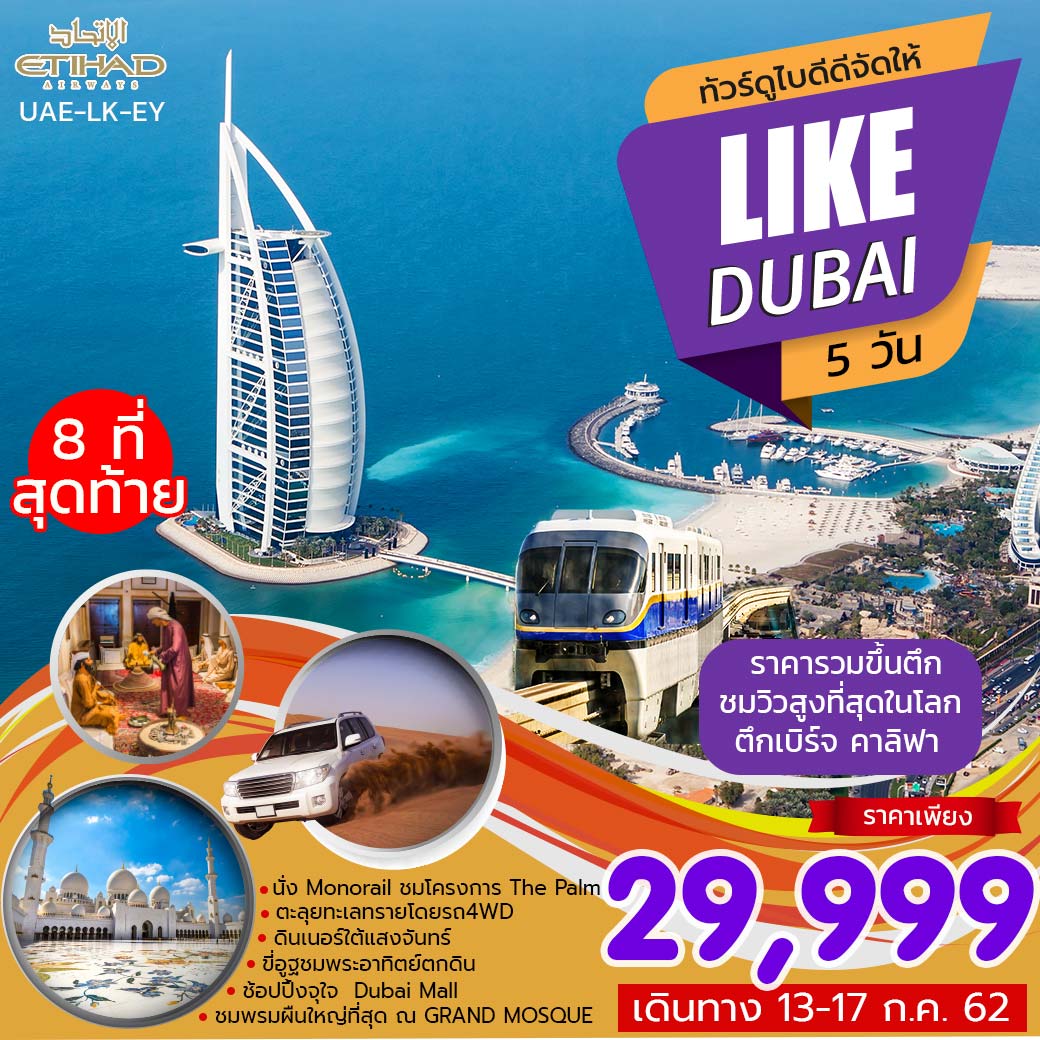 الإتحاد
ETIHAD
AIRWAYS
UAE-LK-EY
ทัวร์ดูไบดีดีจัดให้
LIKE
DUBAI
5 วัน
8 ที่
สุดท้าย
ราคารวมขึ้นตึก
ชมวิวสูงที่สุดในโลก
ตึกเบิร์จ คาลิฟา
ราคาเพียง
29,999
เดินทาง 13-17 ก.ค. 62
•นั่ง Monorail ชมโครงการ The Palm
•ตะลุยทะเลทรายโดยรถ4WD
•ดินเนอร์ใต้แสงจันทร์
•ขี่อูฐชมพระอาทิตย์ตกดิน
•ช้อปปิ้งจุใจ Dubai Mall
•ชมพรมผืนใหญ่ที่สุด ณ GRAND MOSQUE